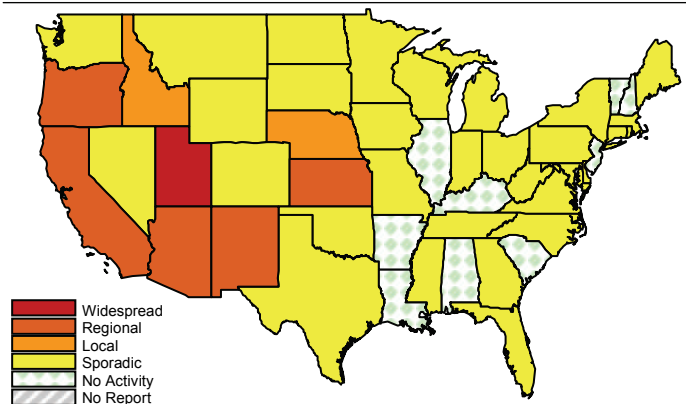 Widespread
Regional
Local
Sporadic
No Activity
No Report